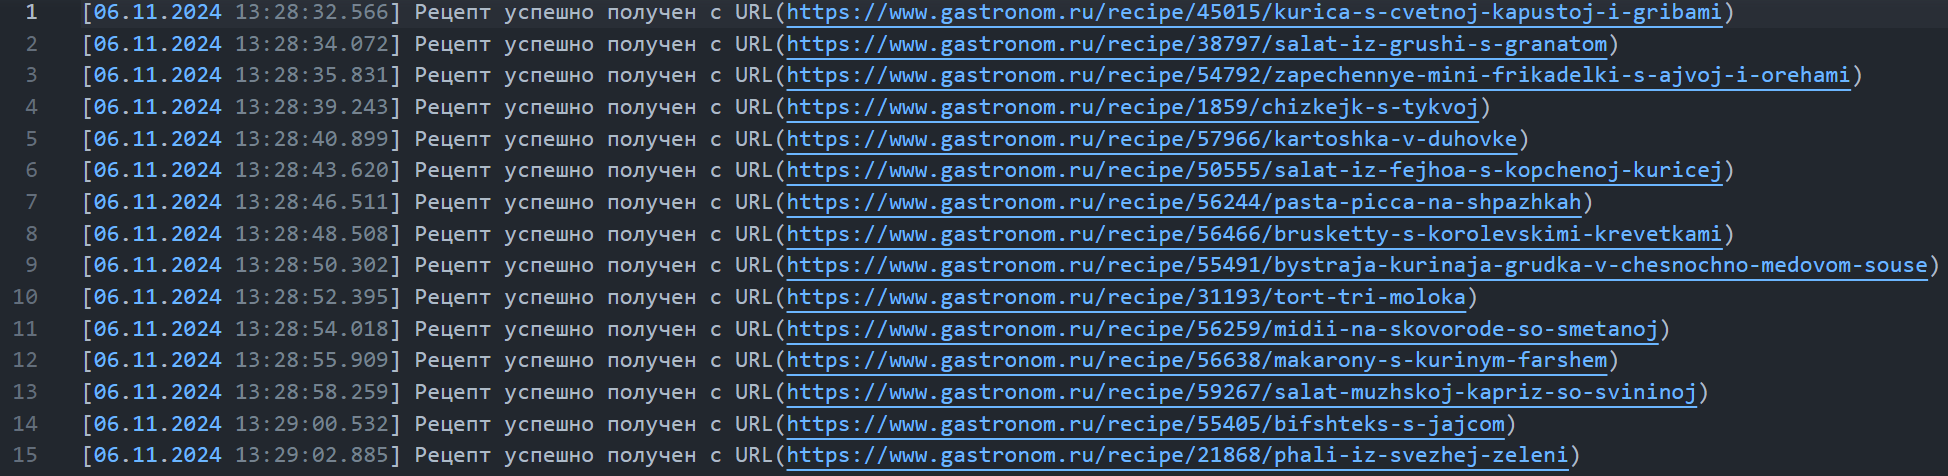 1 [06.11.2024 13:28:32.566] Рецепт успешно получен с URL(https://www.gastronom.ru/recipe/45015/kurica-s-cvetnoj-kapustoj-i-gribami)
2 [06.11.2024 13:28:34.072] Рецепт успешно получен с URL(https://www.gastronom.ru/recipe/38797/salat-iz-grushi-s-granatom)
3 [06.11.2024 13:28:35.831] Рецепт успешно получен с URL(https://www.gastronom.ru/recipe/54792/zapechennye-mini-frikadelki-s-ajvoj-i-orehami)
4 [06.11.2024 13:28:39.243] Рецепт успешно получен с URL(https://www.gastronom.ru/recipe/1859/chizkejk-s-tykvoj)
5 [06.11.2024 13:28:40.899] Рецепт успешно получен с URL(https://www.gastronom.ru/recipe/57966/kartoshka-v-duhovke)
6 [06.11.2024 13:28:43.620] Рецепт успешно получен с URL(https://www.gastronom.ru/recipe/50555/salat-iz-fejhoa-s-kopchenoj-kuricej)
7 [06.11.2024 13:28:46.511] Рецепт успешно получен с URL(https://www.gastronom.ru/recipe/56244/pasta-picca-na-shpazhkah)
8 [06.11.2024 13:28:48.508] Рецепт успешно получен с URL(https://www.gastronom.ru/recipe/56466/brusketty-s-korolevskimi-krevetkami)
9 [06.11.2024 13:28:50.302] Рецепт успешно получен с URL(https://www.gastronom.ru/recipe/55491/bystraja-kurinaja-grudka-v-chesnochno-medovom-souse)
10 [06.11.2024 13:28:52.395] Рецепт успешно получен с URL(https://www.gastronom.ru/recipe/31193/tort-tri-moloka)
11 [06.11.2024 13:28:54.018] Рецепт успешно получен с URL(https://www.gastronom.ru/recipe/56259/midii-na-skovorode-so-smetanoj)
12 [06.11.2024 13:28:55.909] Рецепт успешно получен с URL(https://www.gastronom.ru/recipe/56638/makarony-s-kurinym-farshem)
13 [06.11.2024 13:28:58.259] Рецепт успешно получен с URL(https://www.gastronom.ru/recipe/59267/salat-muzhskoj-kapriz-so-svininoj)
14 [06.11.2024 13:29:00.532] Рецепт успешно получен с URL(https://www.gastronom.ru/recipe/55405/bifshteks-s-jajcom)
15 [06.11.2024 13:29:02.885] Рецепт успешно получен с URL(https://www.gastronom.ru/recipe/21868/phali-iz-svezhej-zeleni)